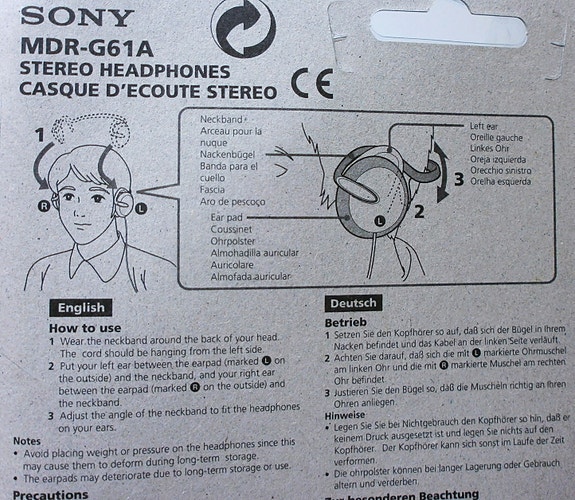 SONY
MDR-G61A
STEREO HEADPHONES
CASQUE D'ECOUTE STEREO
CE
1
R
L
Neckband
Arceau pour la
nuque
Nackenbügel
Banda para el
cuello
Fascia
Aro de pescoço
Ear pad
Coussinet
Ohrpolster
Almohadilla auricular
Auricolare
Almofada auricular
L
2
3
Left ear
Oreille gauche
Linkes Ohr
Oreja izquierda
Orecchio sinistro
Orelha esquerda
English
How to use
1 Wear the neckband around the back of your head.
The cord should be hanging from the left side.
2 Put your left ear between the earpad (marked L on
the outside) and the neckband, and your right ear
between the earpad (marked R on the outside) and
the neckband.
3 Adjust the angle of the neckband to fit the headphones
on your ears.
Notes
• Avoid placing weight or pressure on the headphones since this
may cause them to deform during long-term storage.
• The earpads may deteriorate due to long-term storage or use.
Precautions
Deutsch
Betrieb
1 Setzen Sie den Kopfhörer so auf, daß sich der Bügel in Ihrem
Nacken befindet und das Kabel an der linken Seite verläuft.
2 Achten Sie darauf, daß sich die mit L markierte Ohrmuschel
am linken Ohr und die mit R markierte Muschel am rechten
Ohr befindet.
3 Justieren Sie den Bügel so, daß die Muscheln richtig an Ihren
Ohren anliegen.
Hinweise
• Legen Sie Sie bei Nichtgebrauch den Kopfhörer so hin, daß er
keinem Druck ausgesetzt ist und legen Sie nichts auf den
Kopfhörer. Der Kopfhörer kann sich sonst im Laufe der Zeit
verformen.
• Die ohrpolster können bei langer Lagerung oder Gebrauch
altern und verderben.
Zur besonderen Beachtung